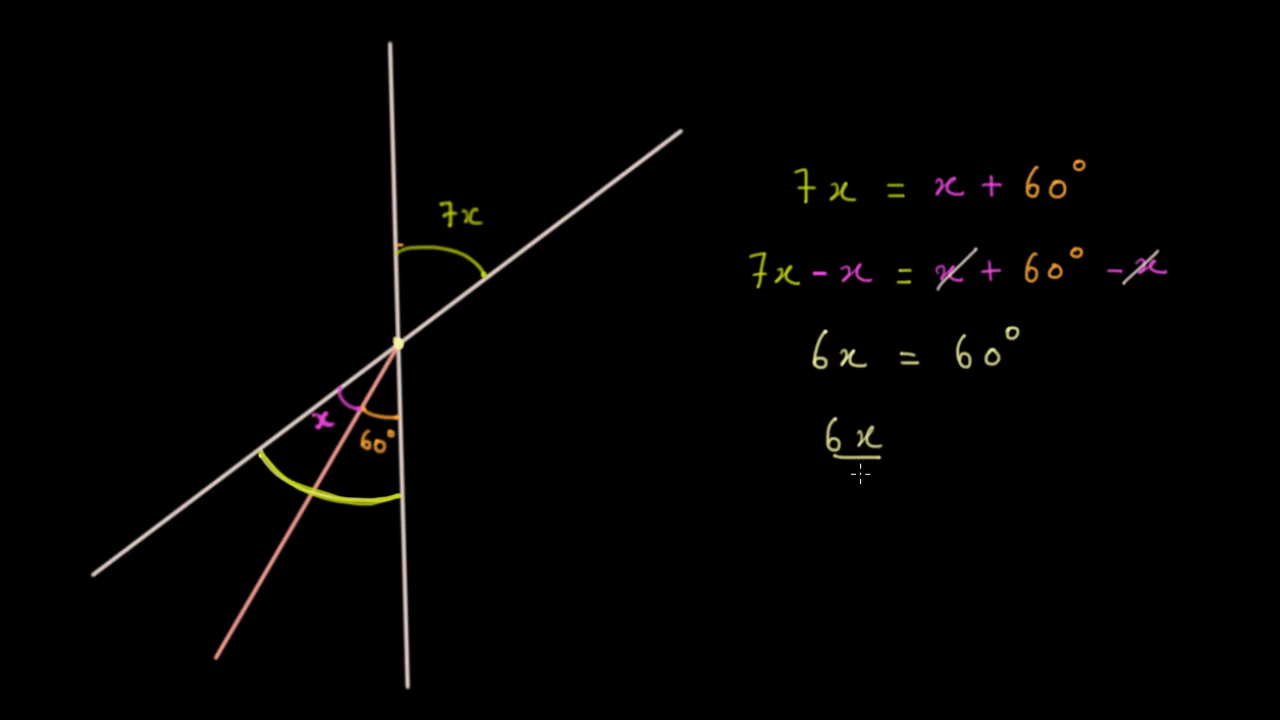 7x
x
60°
7x = x + 60°
7x - x = x + 60° - x
6x = 60°
6x